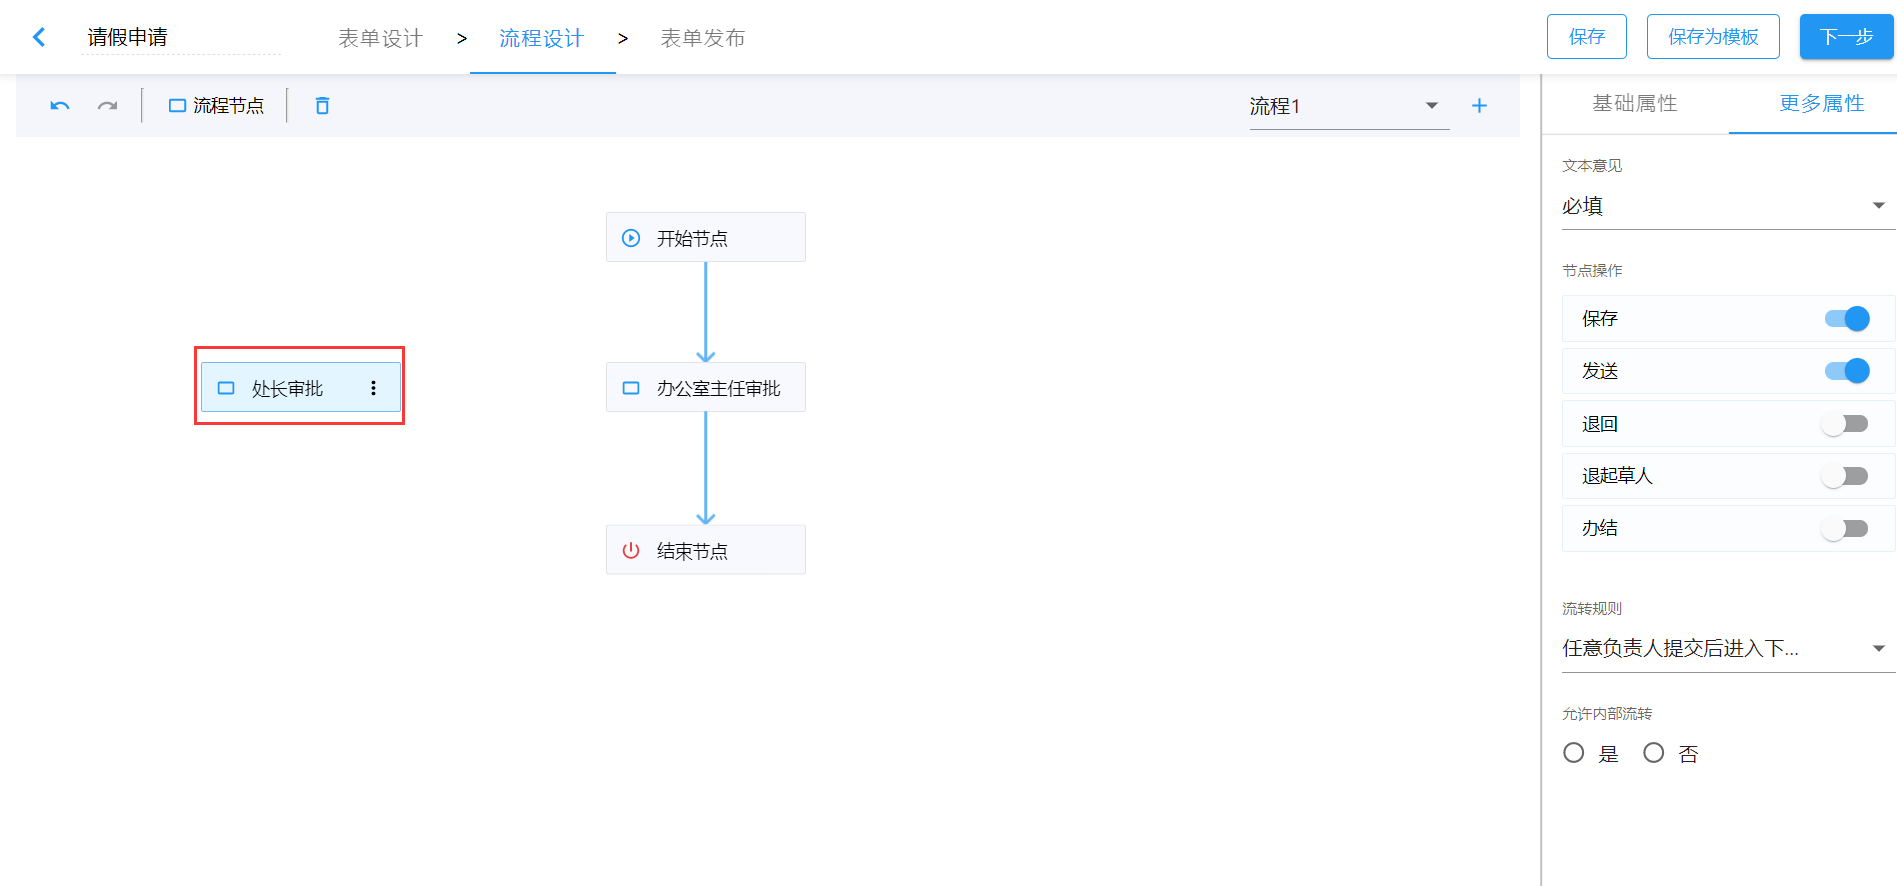 请假申请
表单设计 > 流程设计 > 表单发布
保存
保存为模板
下一步
流程节点
流程1
基础属性
更多属性
开始节点
处长审批
办公室主任审批
结束节点
文本意见
必填
节点操作
保存
发送
退回
退起草人
办结
流转规则
任意负责人提交后进入下...
允许内部流转
是 否